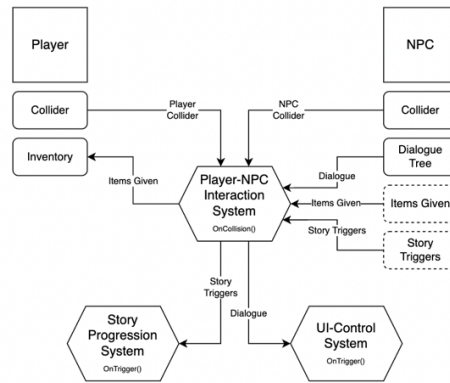 Player
NPC
Collider
Player
Collider
NPC
Collider
Collider
Inventory
Items Given
Player-NPC
Interaction
System
OnCollision()
Dialogue
Tree
Dialogue
Items Given
Items Given
Story Triggers
Story
Triggers
Story
Triggers
Dialogue
Story
Progression
System
OnTrigger()
UI-Control
System
OnTrigger()